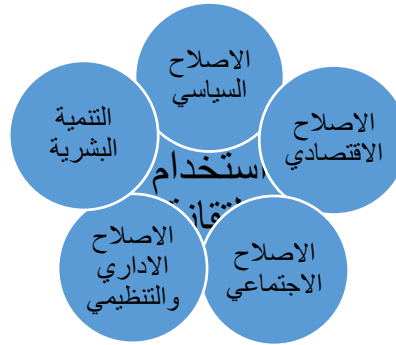 الاصلاح
السياسي
الاصلاح
الاقتصادي
الاصلاح
الاجتماعي
الاصلاح
الاداري
والتنظيمي
التنمية
البشرية
استخدام